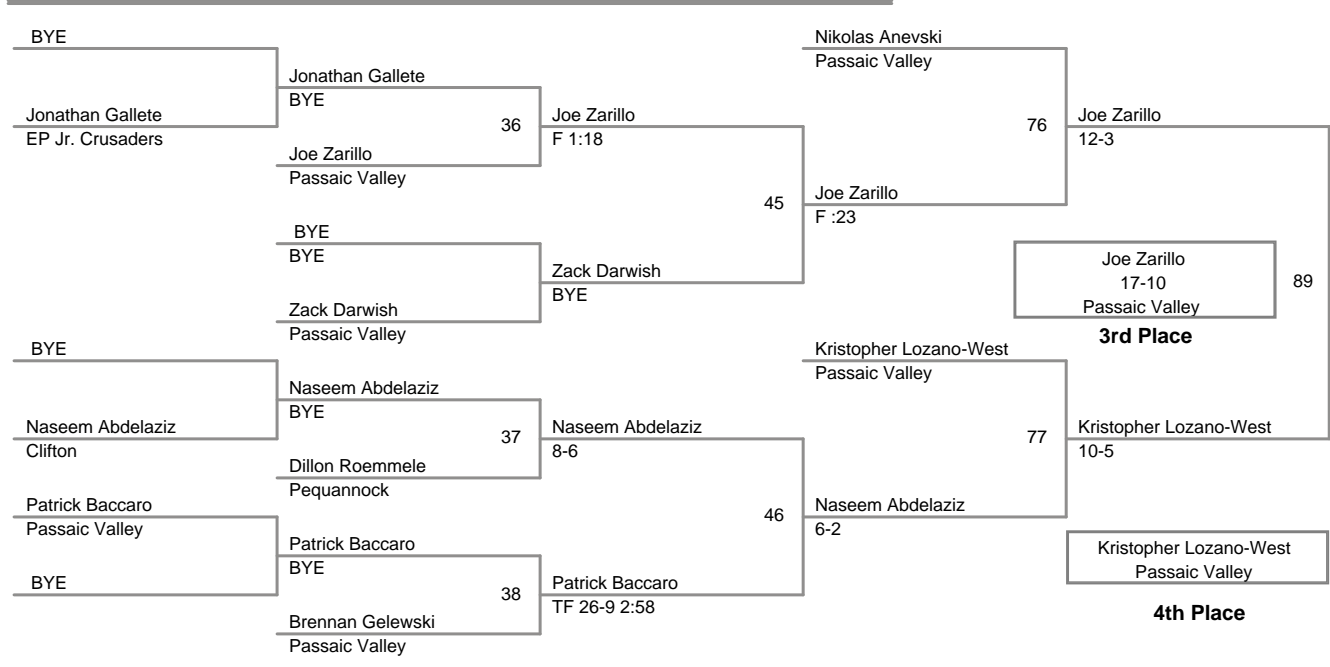 BYE
Nikolas Anevski
Passaic Valley
Jonathan Gallete
BYE
Jonathan Gallete
EP Jr. Crusaders
36
Joe Zarillo
F 1:18
76
Joe Zarillo
12-3
Joe Zarillo
Passaic Valley
45
Joe Zarillo
F :23
BYE
BYE
Zack Darwish
BYE
Joe Zarillo
17-10
Passaic Valley
89
3rd Place
Zack Darwish
Passaic Valley
BYE
Kristopher Lozano-West
Passaic Valley
Naseem Abdelaziz
BYE
Naseem Abdelaziz
Clifton
37
Naseem Abdelaziz
8-6
77
Kristopher Lozano-West
10-5
Dillon Roemmele
Pequannock
Patrick Baccaro
Passaic Valley
46
Naseem Abdelaziz
6-2
Patrick Baccaro
BYE
Kristopher Lozano-West
Passaic Valley
BYE
38
Patrick Baccaro
TF 26-9 2:58
4th Place
Brennan Gelewski
Passaic Valley